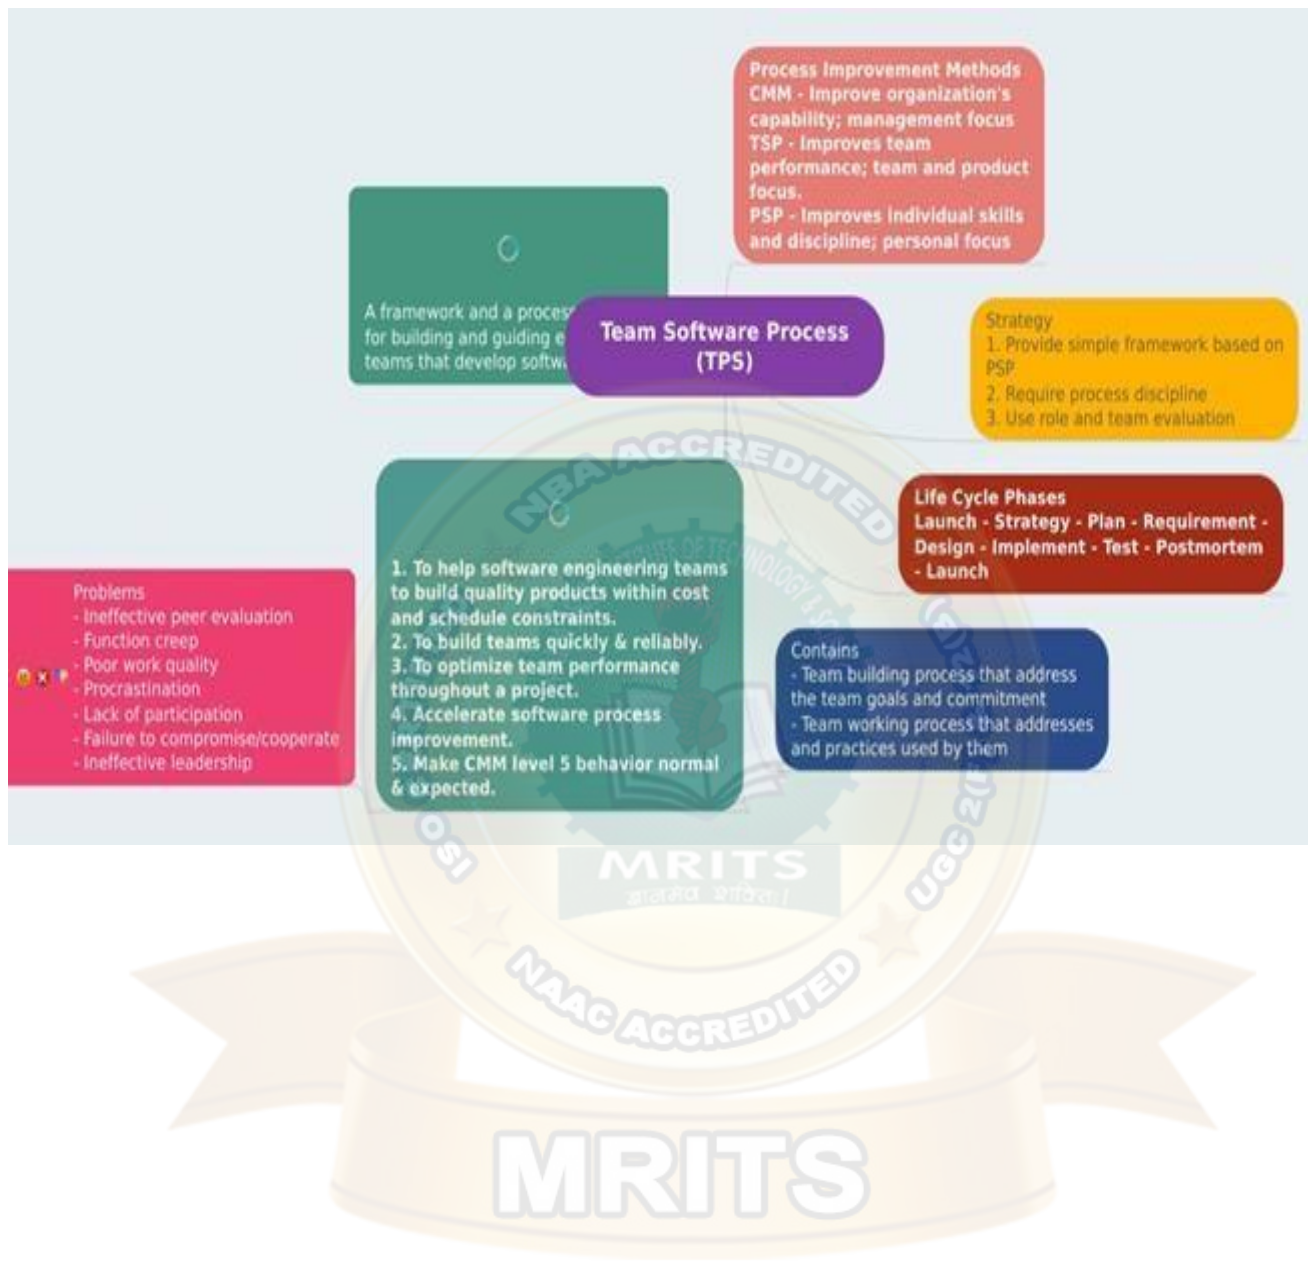 Process Improvement Methods
CMM - Improve organization's
capability; management focus
TSP - Improves team
performance; team and product
focus.
PSP - Improves individual skills
and discipline; personal focus
A framework and a process
for building and guiding
teams that develop
Team Software Process
(TPS)
Strategy
1. Provide simple framework based on
PSP
2. Require process discipline
3. Use role and team evaluation
Life Cycle Phases
Launch - Strategy - Plan - Requirement -
Design - Implement - Test - Postmortem
- Launch
1. To help software engineering teams
to build quality products within cost
and schedule constraints.
2. To build teams quickly & reliably.
3. To optimize team performance
throughout a project.
4. Accelerate software process
improvement.
5. Make CMM level 5 behavior normal
& expected.
Problems
- Ineffective peer evaluation
- Function creep
- Poor work quality
- Procrastination
- Lack of participation
- Failure to compromise/cooperate
- Ineffective leadership
Contains
- Team building process that address
the team goals and commitment
- Team working process that addresses
and practices used by them
NBA ACCREDITED
MRITS
ज्ञानमेव शक्तिः।
NAAC ACCREDITED
MRITS